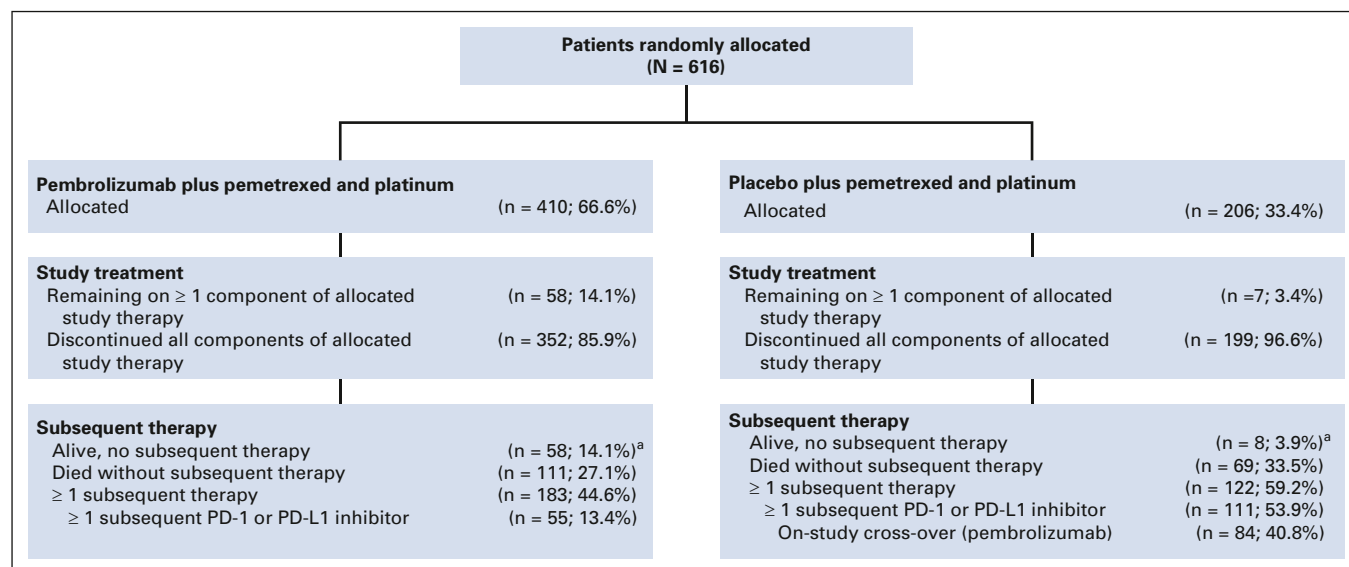 Patients randomly allocated
(N = 616)
Pembrolizumab plus pemetrexed and platinum
Allocated (n = 410; 66.6%)
Study treatment
Remaining on ≥ 1 component of allocated (n = 58; 14.1%)
study therapy
Discontinued all components of allocated (n = 352; 85.9%)
study therapy
Subsequent therapy
Alive, no subsequent therapy (n = 58; 14.1%)a
Died without subsequent therapy (n = 111; 27.1%)
≥ 1 subsequent therapy (n = 183; 44.6%)
≥ 1 subsequent PD-1 or PD-L1 inhibitor (n = 55; 13.4%)
Placebo plus pemetrexed and platinum
Allocated (n = 206; 33.4%)
Study treatment
Remaining on ≥ 1 component of allocated (n =7; 3.4%)
study therapy
Discontinued all components of allocated (n = 199; 96.6%)
study therapy
Subsequent therapy
Alive, no subsequent therapy (n = 8; 3.9%)a
Died without subsequent therapy (n = 69; 33.5%)
≥ 1 subsequent therapy (n = 122; 59.2%)
≥ 1 subsequent PD-1 or PD-L1 inhibitor (n = 111; 53.9%)
On-study cross-over (pembrolizumab) (n = 84; 40.8%)